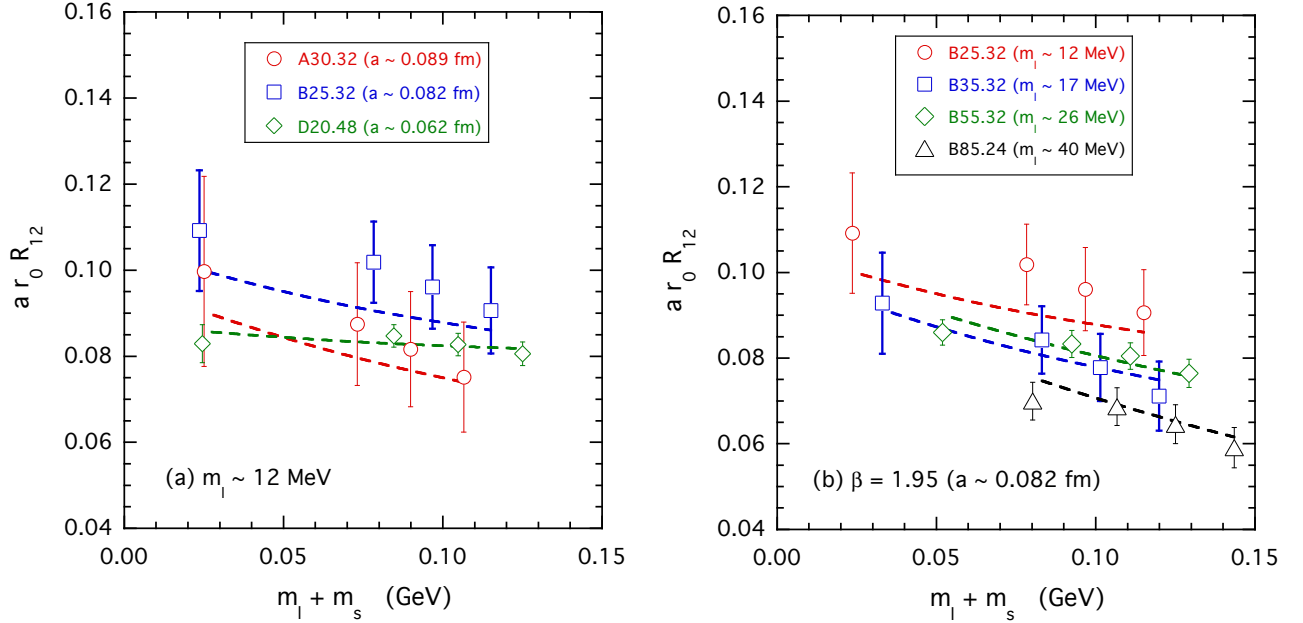 0.16
0.14
0.12
0.10
0.08
0.06
0.04
a r₀ R₁₂
A30.32 (a ~ 0.089 fm)
B25.32 (a ~ 0.082 fm)
D20.48 (a ~ 0.062 fm)
(a) mₗ ~ 12 MeV
0.00 0.05 0.10 0.15
mₗ + mₛ (GeV)
0.16
0.14
0.12
0.10
0.08
0.06
0.04
a r₀ R₁₂
B25.32 (mₗ ~ 12 MeV)
B35.32 (mₗ ~ 17 MeV)
B55.32 (mₗ ~ 26 MeV)
B85.24 (mₗ ~ 40 MeV)
(b) β = 1.95 (a ~ 0.082 fm)
0.00 0.05 0.10 0.15
mₗ + mₛ (GeV)